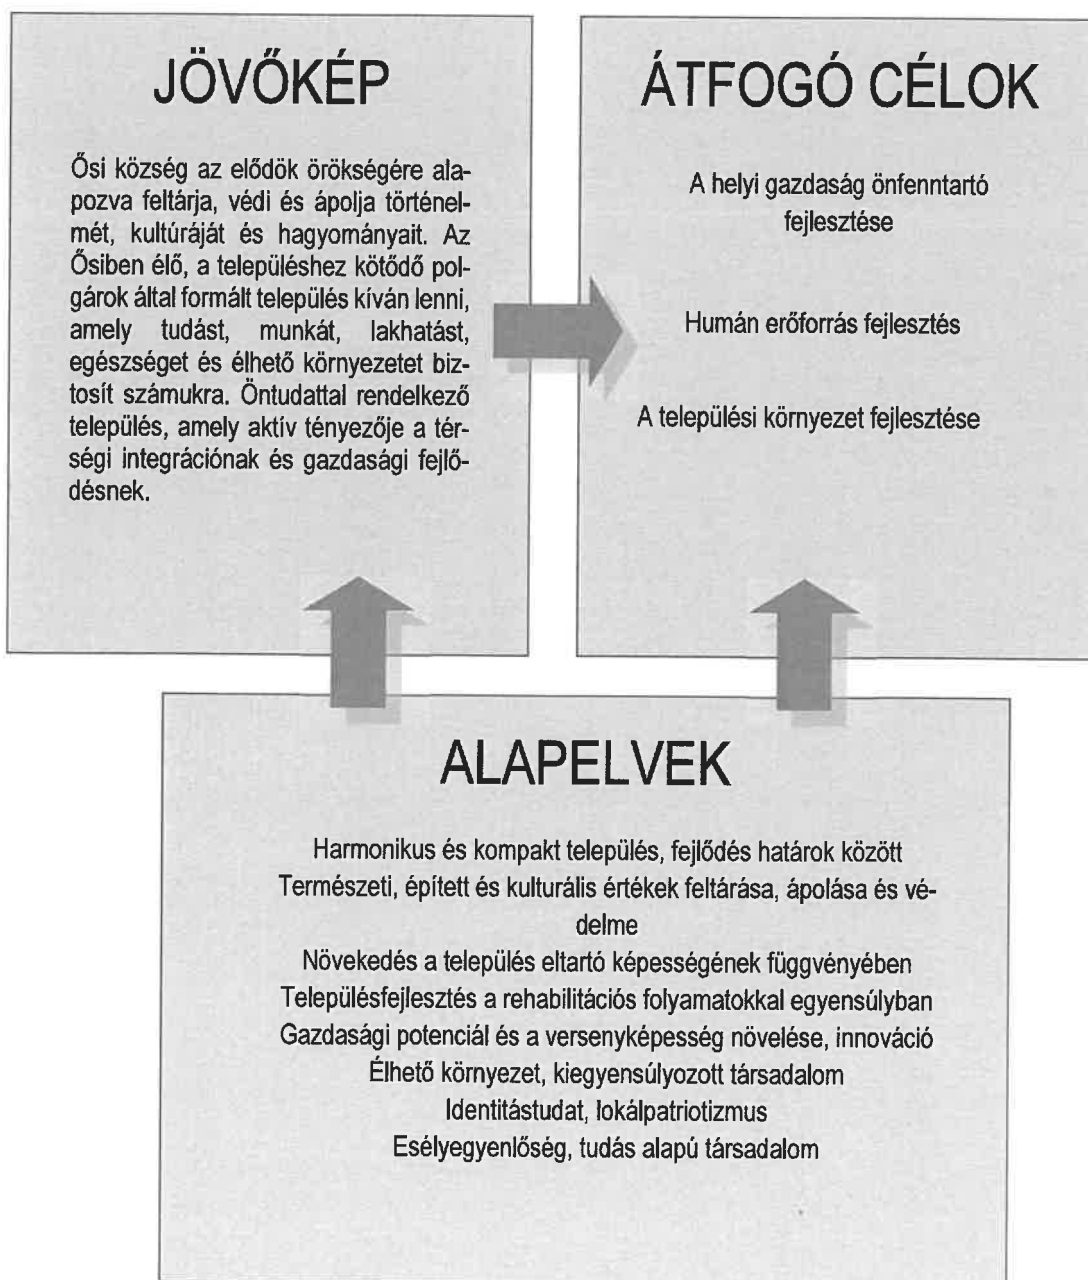 JÖVŐKÉP
Ősi község az elődök örökségére ala-
pozva feltárja, védi és ápolja történel-
mét, kultúráját és hagyományait. Az
Ősiben élő, a településhez kötődő pol-
gárok által formált település kíván lenni,
amely tudást, munkát, lakhatást,
egészséget és élhető környezetet biz-
tosít számukra. Öntudattal rendelkező
település, amely aktív tényezője a tér-
ségi integrációnak és gazdasági fejlő-
désnek.
ÁTFOGÓ CÉLOK
A helyi gazdaság önfenntartó
fejlesztése
Humán erőforrás fejlesztés
A települési környezet fejlesztése
ALAPELVEK
Harmonikus és kompakt település, fejlődés határok között
Természeti, épített és kulturális értékek feltárása, ápolása és vé-
delme
Növekedés a település eltartó képességének függvényében
Településfejlesztés a rehabilitációs folyamatokkal egyensúlyban
Gazdasági potenciál és a versenyképesség növelése, innováció
Élhető környezet, kiegyensúlyozott társadalom
Identitástudat, lokálpatriotizmus
Esélyegyenlőség, tudás alapú társadalom